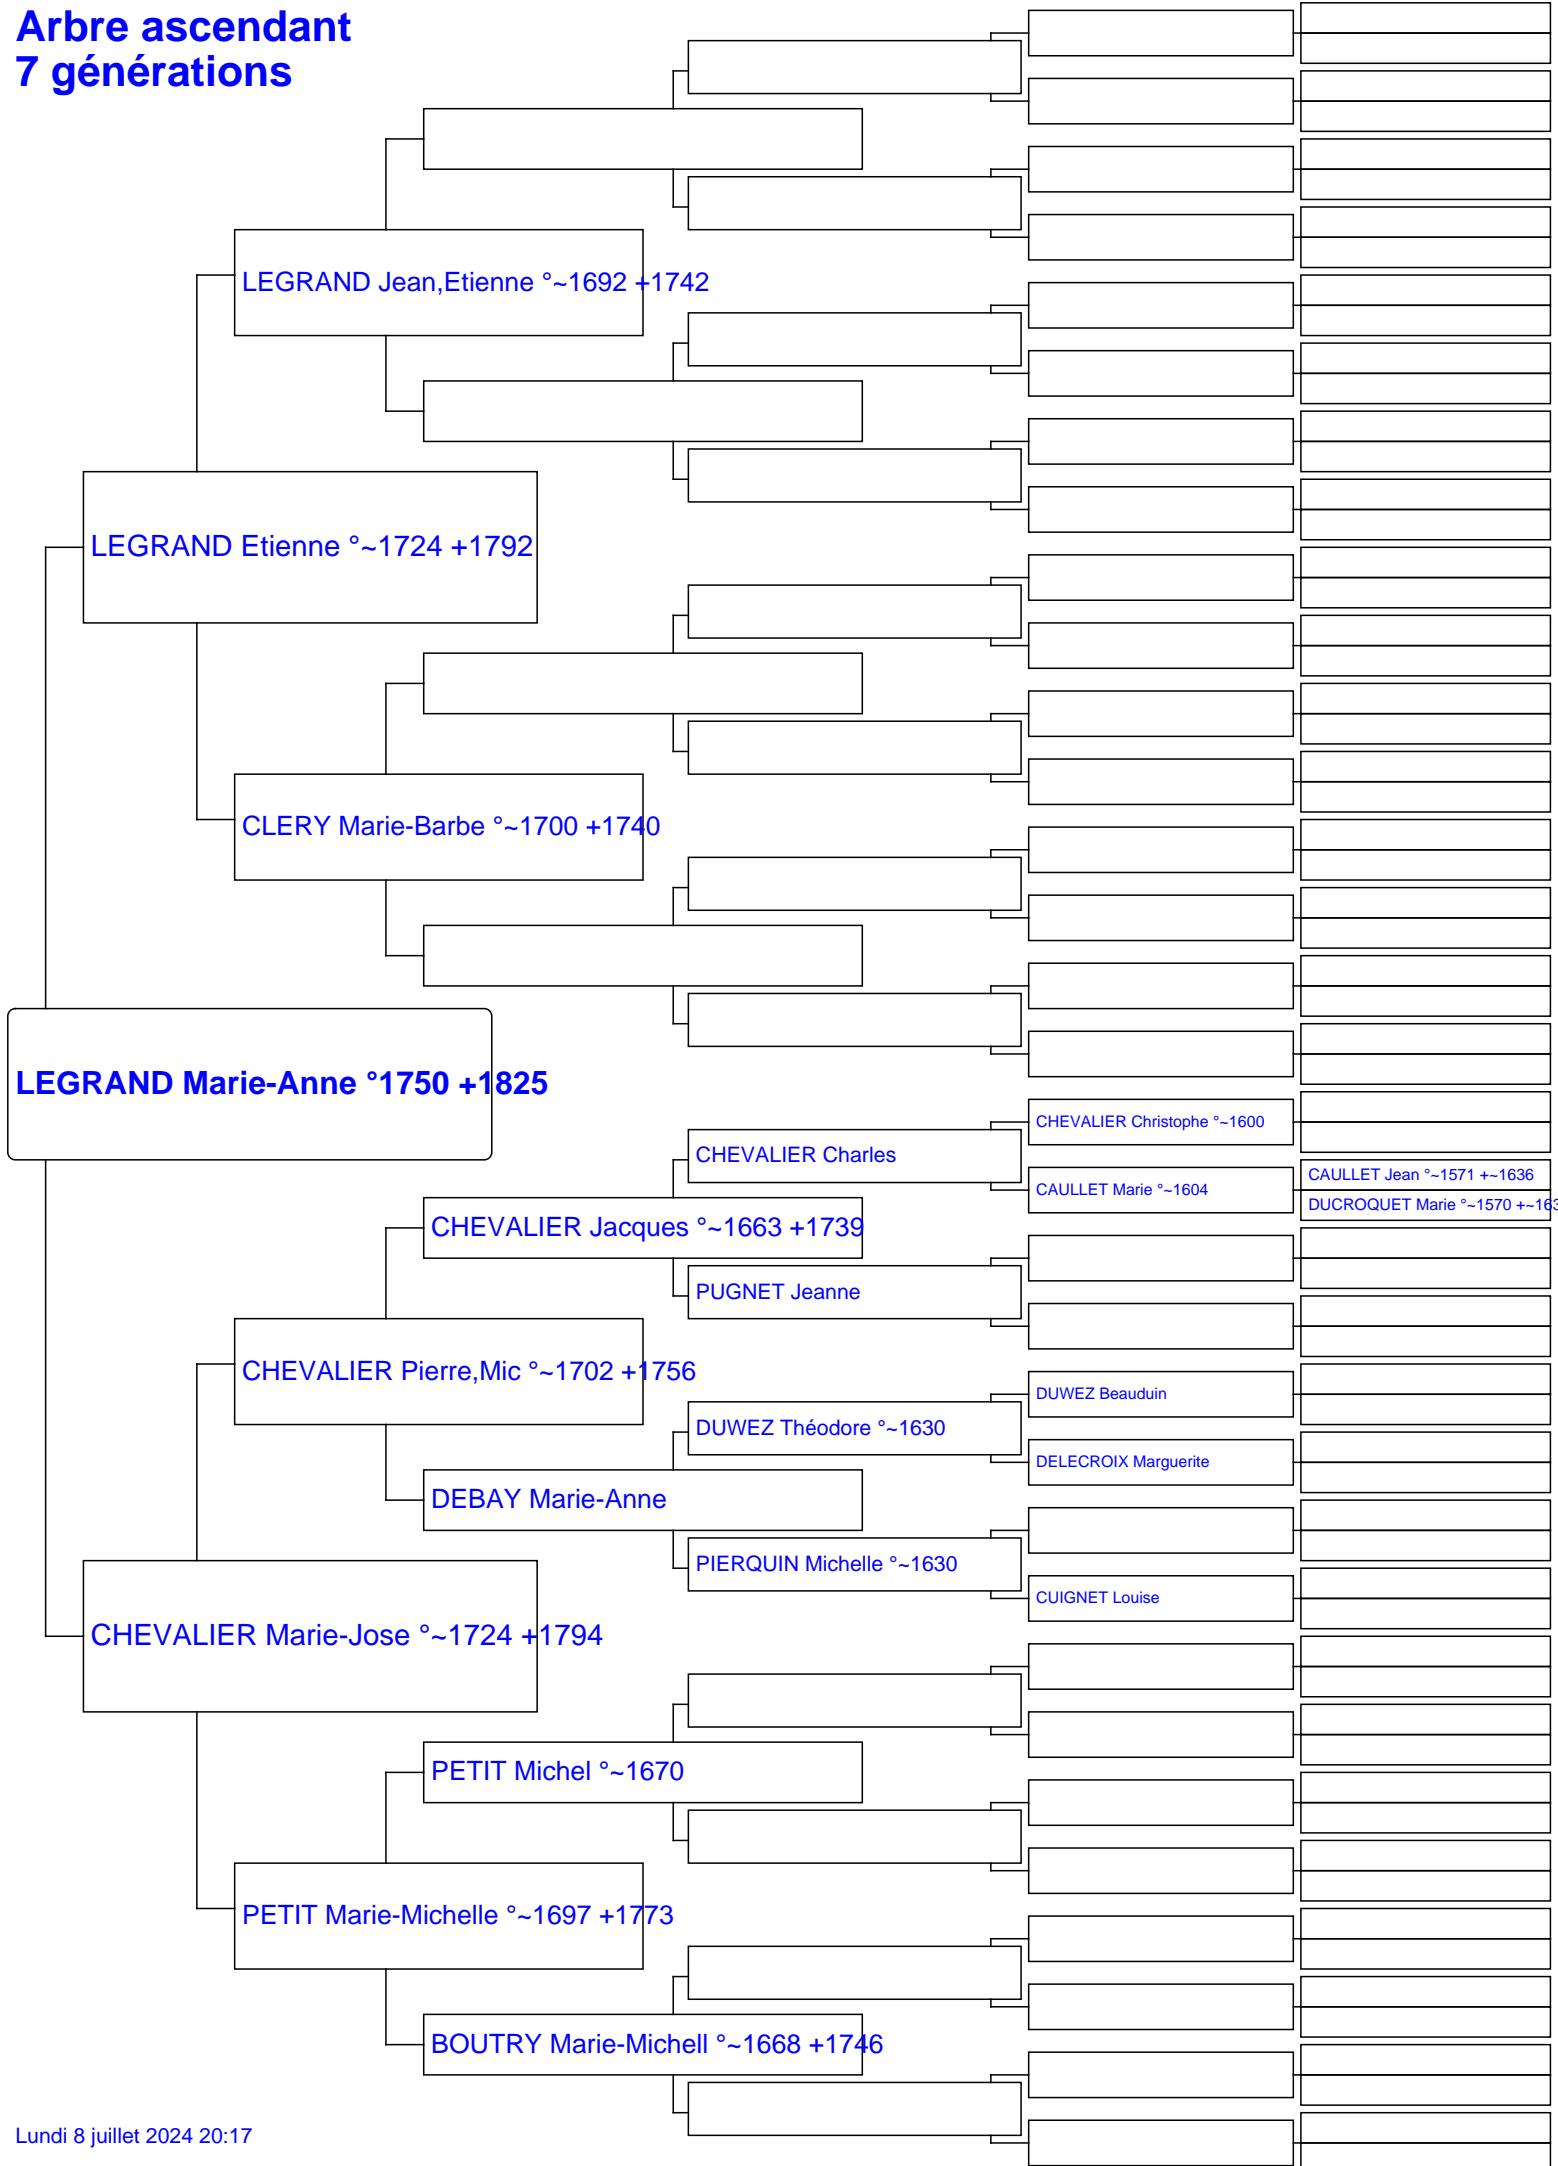 Arbre ascendant
7 générations
LEGRAND Jean,Etienne °~1692 +1742
LEGRAND Etienne °~1724 +1792
CLERY Marie-Barbe °~1700 +1740
LEGRAND Marie-Anne °1750 +1825
CHEVALIER Christophe °~1600
CHEVALIER Charles
CAULLET Jean °~1571 +~1636
CAULLET Marie °~1604
DUCROQUET Marie °~1570 +~163
CHEVALIER Jacques °~1663 +1739
PUGNET Jeanne
CHEVALIER Pierre,Mic °~1702 +1756
DUWEZ Beauduin
DUWEZ Théodore °~1630
DELECROIX Marguerite
DEBAY Marie-Anne
PIERQUIN Michelle °~1630
CUIGNET Louise
CHEVALIER Marie-Jose °~1724 +1794
PETIT Michel °~1670
PETIT Marie-Michelle °~1697 +1773
BOUTRY Marie-Michell °~1668 +1746
Lundi 8 juillet 2024 20:17